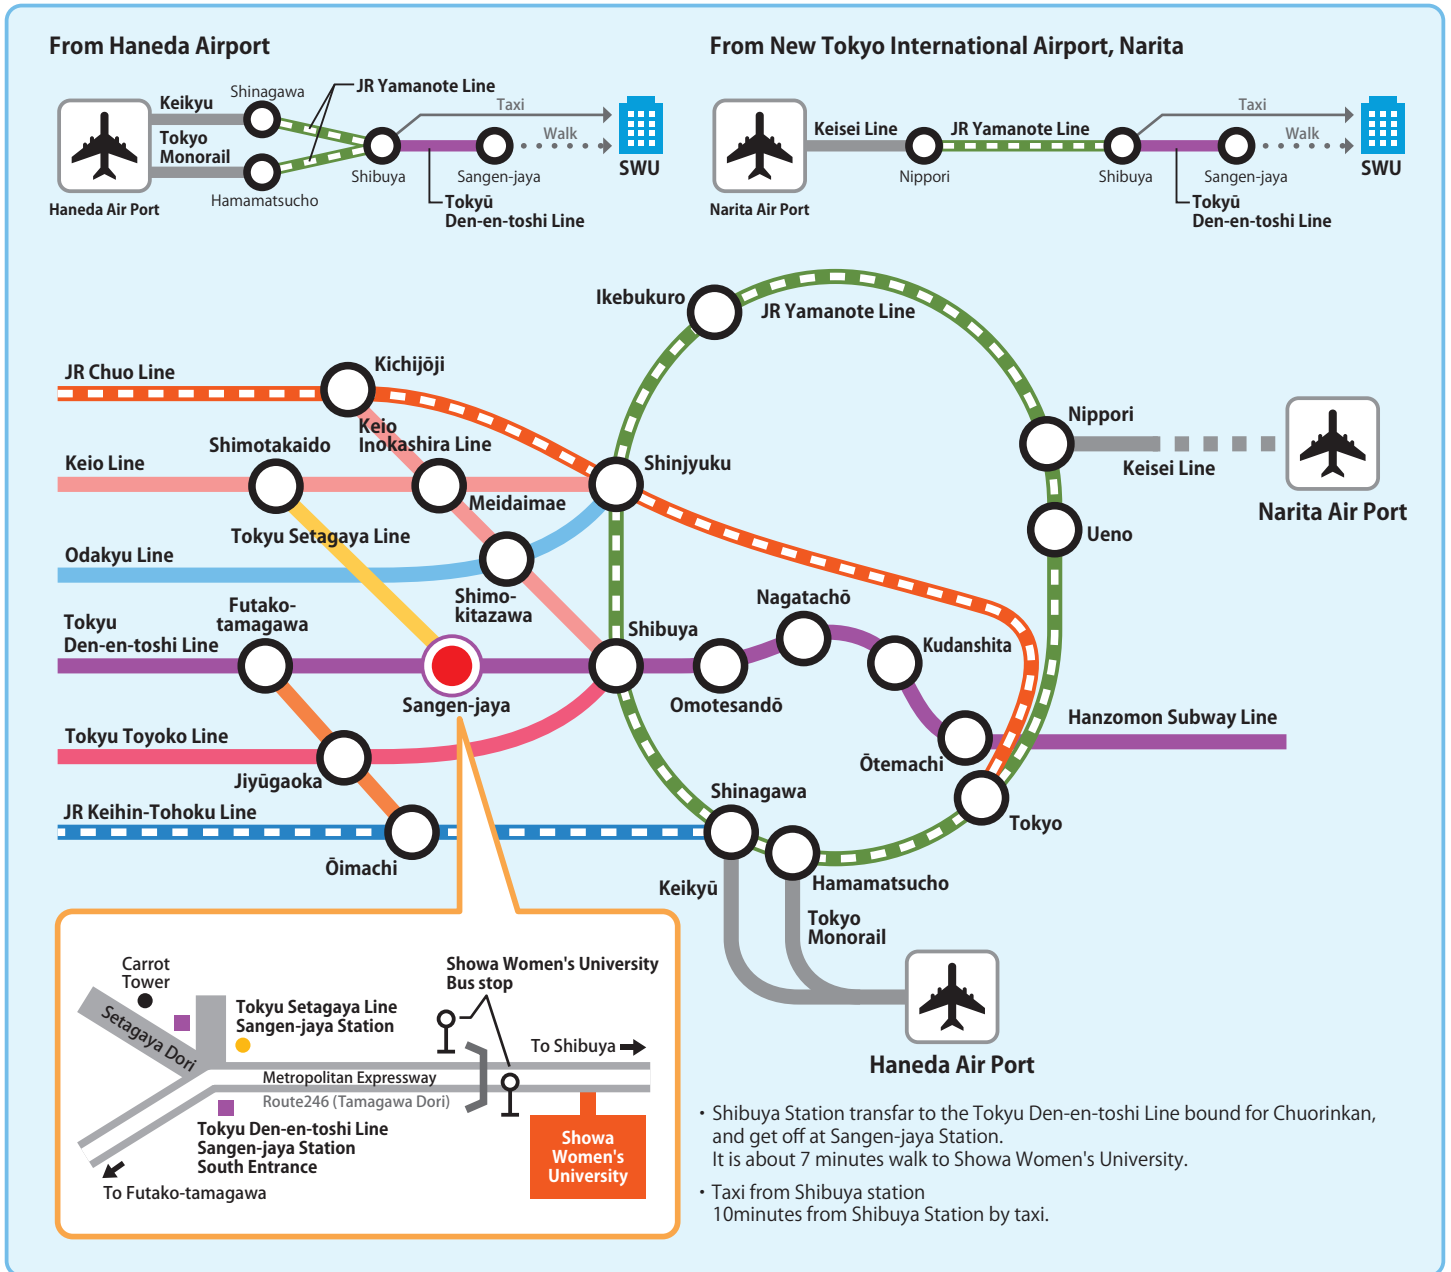 From Haneda Airport
Keikyu
Shinagawa
JR Yamanote Line
Tokyo
Monorail
Taxi
Walk
SWU
Shibuya
Sangen-jaya
Hamamatsucho
Haneda Air Port
Tokyū
Den-en-toshi Line
From New Tokyo International Airport, Narita
Keisei Line
JR Yamanote Line
Taxi
Walk
SWU
Nippori
Shibuya
Sangen-jaya
Narita Air Port
Tokyū
Den-en-toshi Line
Ikebukuro
JR Yamanote Line
JR Chuo Line
Kichijōji
Keio
Inokashira Line
Shimotakaido
Keio Line
Meidaimae
Shinjyuku
Nippori
Keisei Line
Narita Air Port
Ueno
Tokyu Setagaya Line
Odakyu Line
Shimo-
kitazawa
Futako-
tamagawa
Tokyu
Den-en-toshi Line
Shibuya
Nagatachō
Kudanshita
Sangen-jaya
Omotesandō
Hanzomon Subway Line
Ōtemachi
Tokyu Toyoko Line
Jiyūgaoka
JR Keihin-Tohoku Line
Ōimachi
Shinagawa
Tokyo
Hamamatsucho
Keikyū
Tokyo
Monorail
Haneda Air Port
Carrot
Tower
Setagaya Dori
Tokyu Setagaya Line
Sangen-jaya Station
Showa Women's University
Bus stop
To Shibuya
Metropolitan Expressway
Route246 (Tamagawa Dori)
Tokyu Den-en-toshi Line
Sangen-jaya Station
South Entrance
To Futako-tamagawa
Showa
Women's
University
・Shibuya Station transfar to the Tokyu Den-en-toshi Line bound for Chuorinkan,
and get off at Sangen-jaya Station.
It is about 7 minutes walk to Showa Women's University.
・Taxi from Shibuya station
10minutes from Shibuya Station by taxi.